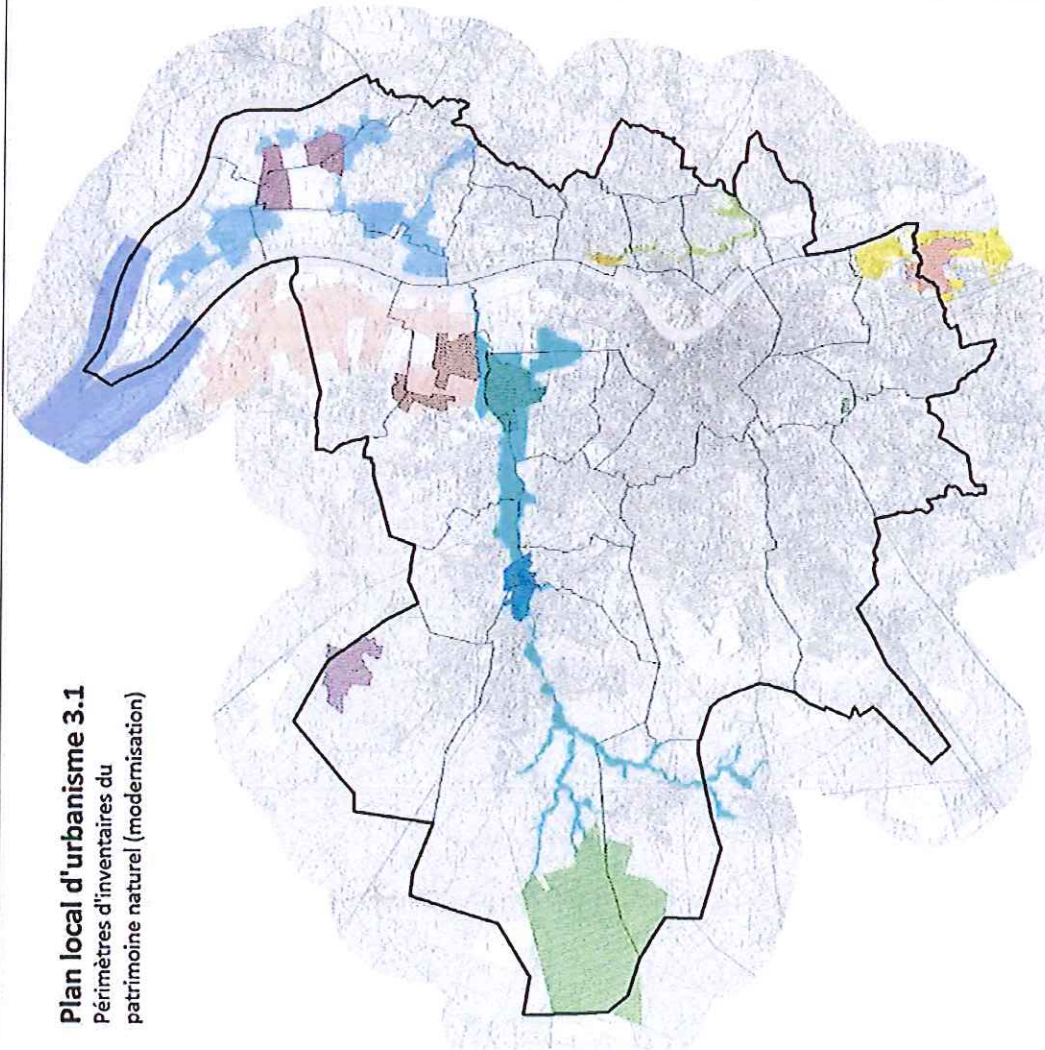 Plan local d'urbanisme 3.1
Périmètres d'inventaires du
patrimoine naturel (modernisation)